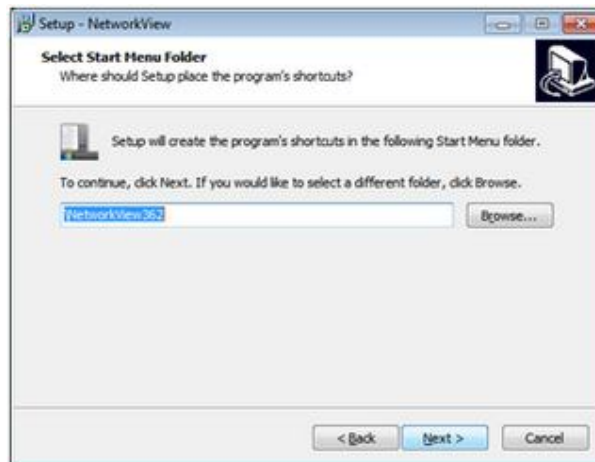 Setup - NetworkView
Select Start Menu Folder
Where should Setup place the program's shortcuts?
Setup will create the program's shortcuts in the following Start Menu folder.
To continue, click Next. If you would like to select a different folder, click Browse.
\NetworkView362
Browse...
< Back
Next >
Cancel